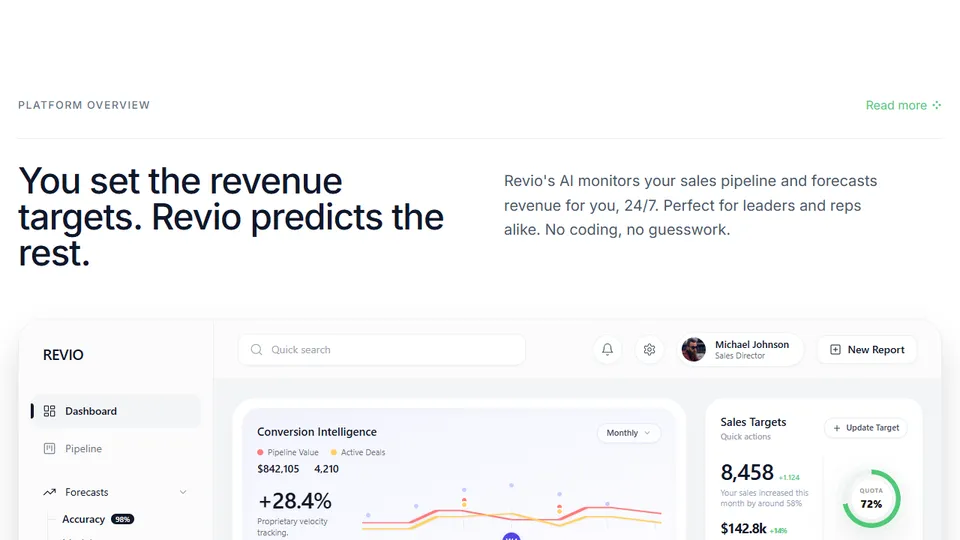 PLATFORM OVERVIEW
Read more
You set the revenue
targets. Revio predicts the
rest.
Revio's AI monitors your sales pipeline and forecasts
revenue for you, 24/7. Perfect for leaders and reps
alike. No coding, no guesswork.
REVIO
Quick search
Michael Johnson
Sales Director
New Report
Dashboard
Pipeline
Forecasts
Accuracy 98%
Conversion Intelligence
Monthly
Pipeline Value Active Deals
$842,105 4,210
+28.4%
Proprietary velocity
tracking.
Sales Targets
Quick actions
Update Target
8,458 +1.124
Your sales increased this
month by around 58%
$142.8k +14%
QUOTA
72%